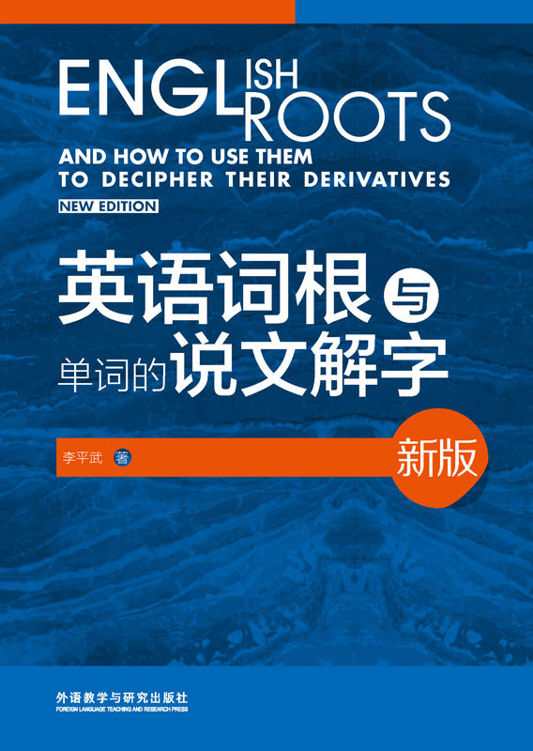 ENGLISH
ROOTS
AND HOW TO USE THEM
TO DECIPHER THEIR DERIVATIVES
NEW EDITION
英语词根与
单词的说文解字
新版
李平武 著
外语教学与研究出版社
FOREIGN LANGUAGE TEACHING AND RESEARCH PRESS